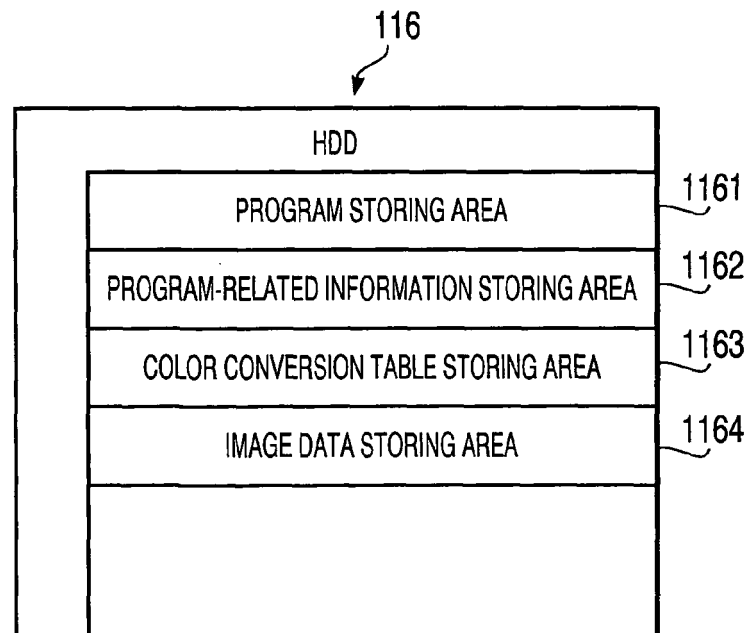 116
HDD
PROGRAM STORING AREA
1161
PROGRAM-RELATED INFORMATION STORING AREA
1162
COLOR CONVERSION TABLE STORING AREA
1163
IMAGE DATA STORING AREA
1164